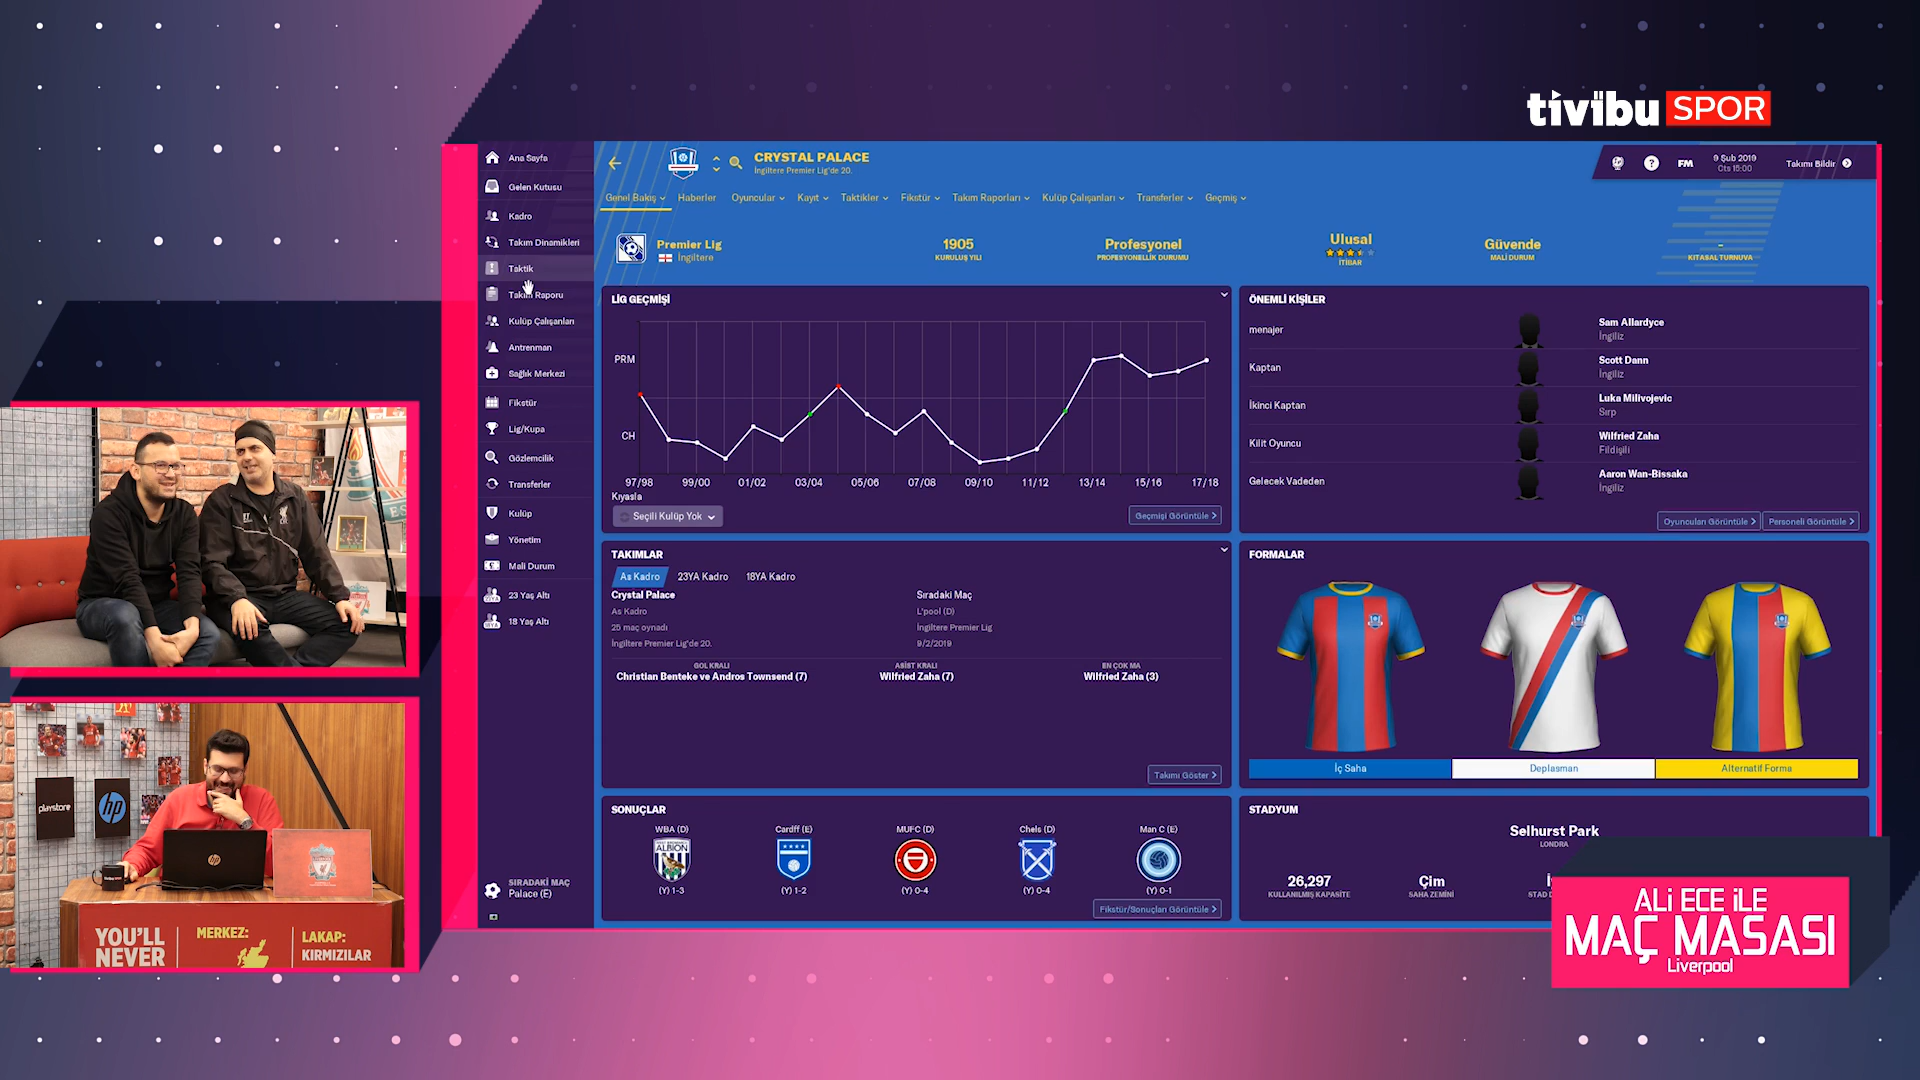 tivibu SPOR
Ana Sayfa
Gelen Kutusu
Kadro
Takım Dinamikleri
Taktik
Takım Raporu
Kulüp Çalışanları
Antrenman
Sağlık Merkezi
Fikstür
Lig/Kupa
Gözlemcilik
Transferler
Kulüp
Yönetim
Mali Durum
23 Yaş Altı
18 Yaş Altı
SIRADAKİ MAÇ
Palace (E)
CRYSTAL PALACE
İngiltere Premier Lig'de 20.
FM
9 Şub 2019
Cts 15:00
Takımı Bildir
Genel Bakış Haberler Oyuncular Kayıt Taktikler Fikstür Takım Raporları Kulüp Çalışanları Transferler Geçmiş
Premier Lig
İngiltere
1905
KURULUŞ YILI
Profesyonel
PROFESYONELLİK DURUMU
Ulusal
İTİBAR
Güvende
MALİ DURUM
-
KITASAL TURNUVA
LİG GEÇMİŞİ
PRM
CH
97/98 99/00 01/02 03/04 05/06 07/08 09/10 11/12 13/14 15/16 17/18
Kıyasla
Seçili Kulüp Yok
Geçmişi Görüntüle
ÖNEMLİ KİŞİLER
menajer
Sam Allardyce
İngiliz
Kaptan
Scott Dann
İngiliz
İkinci Kaptan
Luka Milivojevic
Sırp
Kilit Oyuncu
Wilfried Zaha
Fildişili
Gelecek Vadeden
Aaron Wan-Bissaka
İngiliz
Oyuncuları Görüntüle
Personeli Görüntüle
TAKIMLAR
As Kadro 23YA Kadro 18YA Kadro
Crystal Palace
As Kadro
25 maç oynadı
İngiltere Premier Lig'de 20.
Sıradaki Maç
L'pool (D)
İngiltere Premier Lig
9/2/2019
GOL KRALI
Christian Benteke ve Andros Townsend (7)
ASİST KRALI
Wilfried Zaha (7)
EN ÇOK MA
Wilfried Zaha (3)
Takımı Göster
FORMALAR
İç Saha
Deplasman
Alternatif Forma
SONUÇLAR
WBA (D) Cardff (E) MUFC (D) Chels (D) Man C (E)
ALBION
(Y) 1-3 (Y) 1-2 (Y) 0-4 (Y) 0-4 (Y) 0-1
Fikstür/Sonuçları Görüntüle
STADYUM
Selhurst Park
LONDRA
26,297
KULLANILMIŞ KAPASİTE
Çim
SAHA ZEMİNİ
STAD D
playstore
hp
hp
YOU'LL
NEVER
MERKEZ:
LAKAP:
KIRMIZILAR
ALİ ECE İLE
MAÇ MASASI
Liverpool